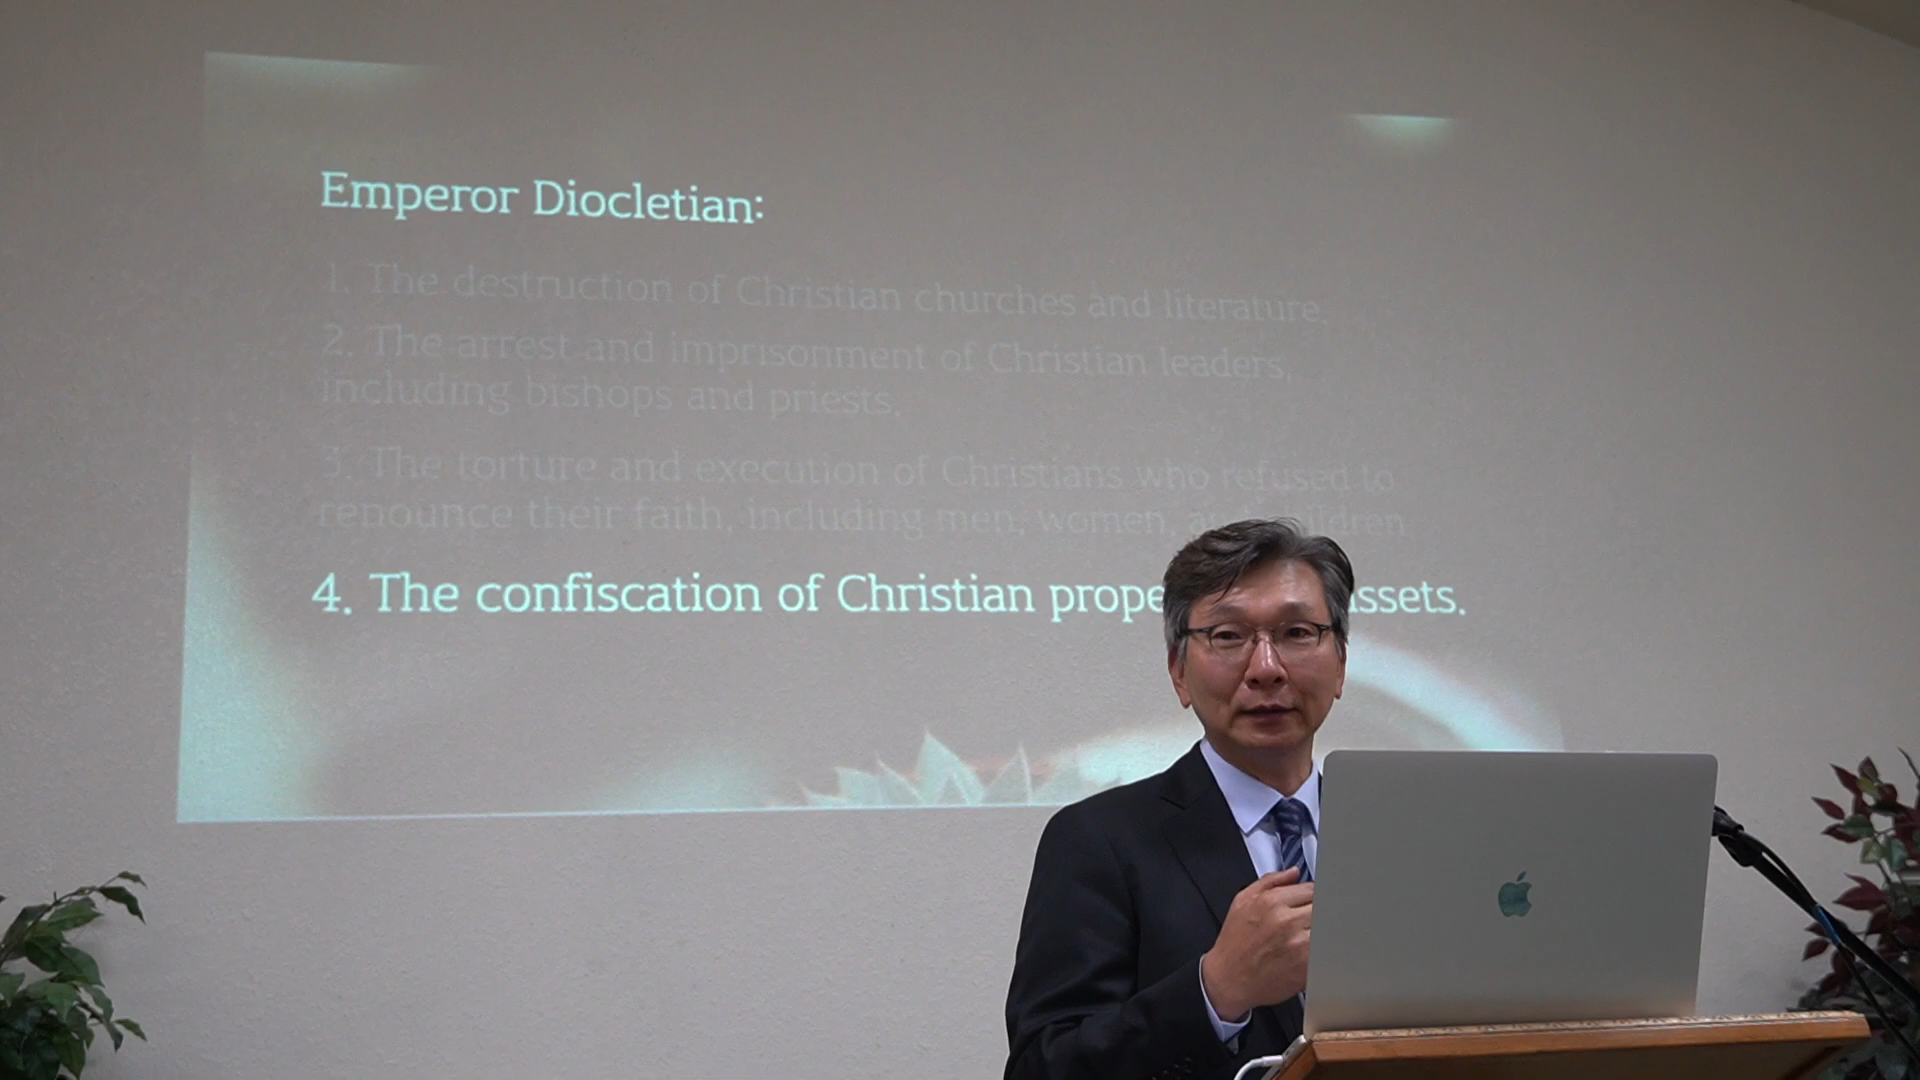 Emperor Diocletian:
1. The destruction of Christian churches and literature.
2. The arrest and imprisonment of Christian leaders,
including bishops and priests.
3. The torture and execution of Christians who refused to
renounce their faith, including men, women,
4. The confiscation of Christian assets.